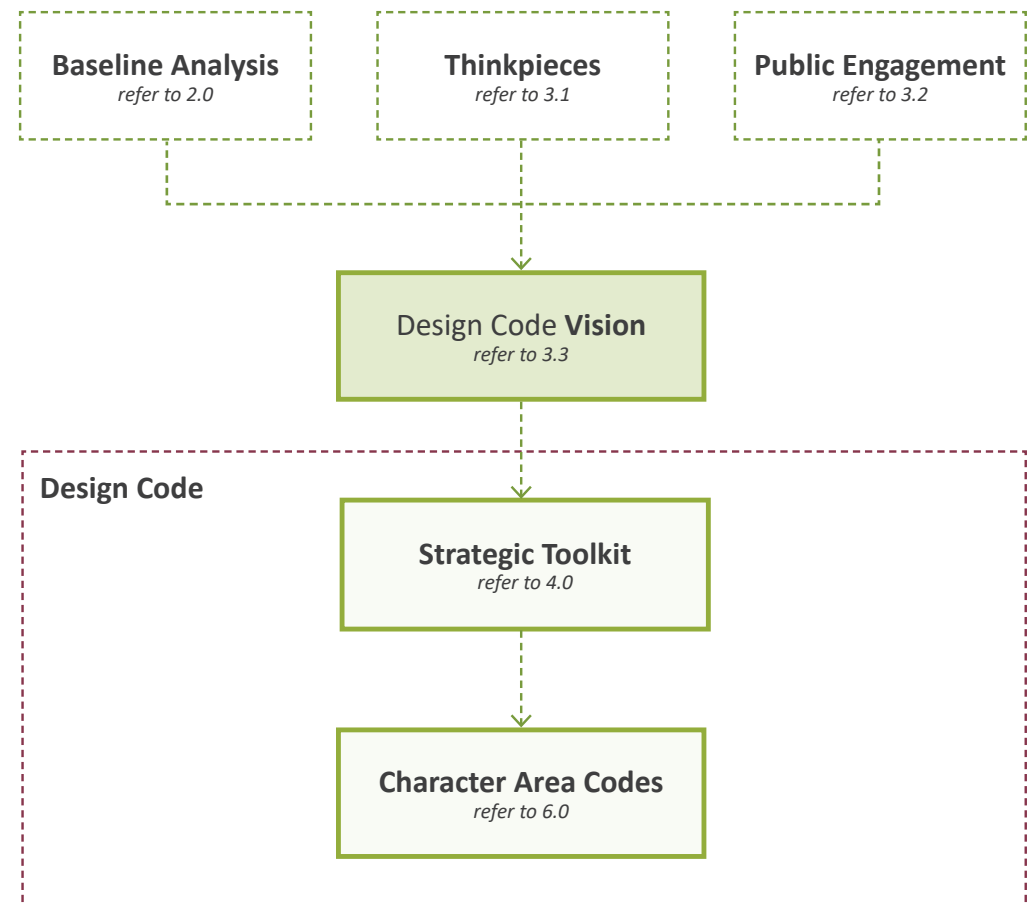 Baseline Analysis
refer to 2.0
Thinkpieces
refer to 3.1
Public Engagement
refer to 3.2
Design Code Vision
refer to 3.3
Design Code
Strategic Toolkit
refer to 4.0
Character Area Codes
refer to 6.0